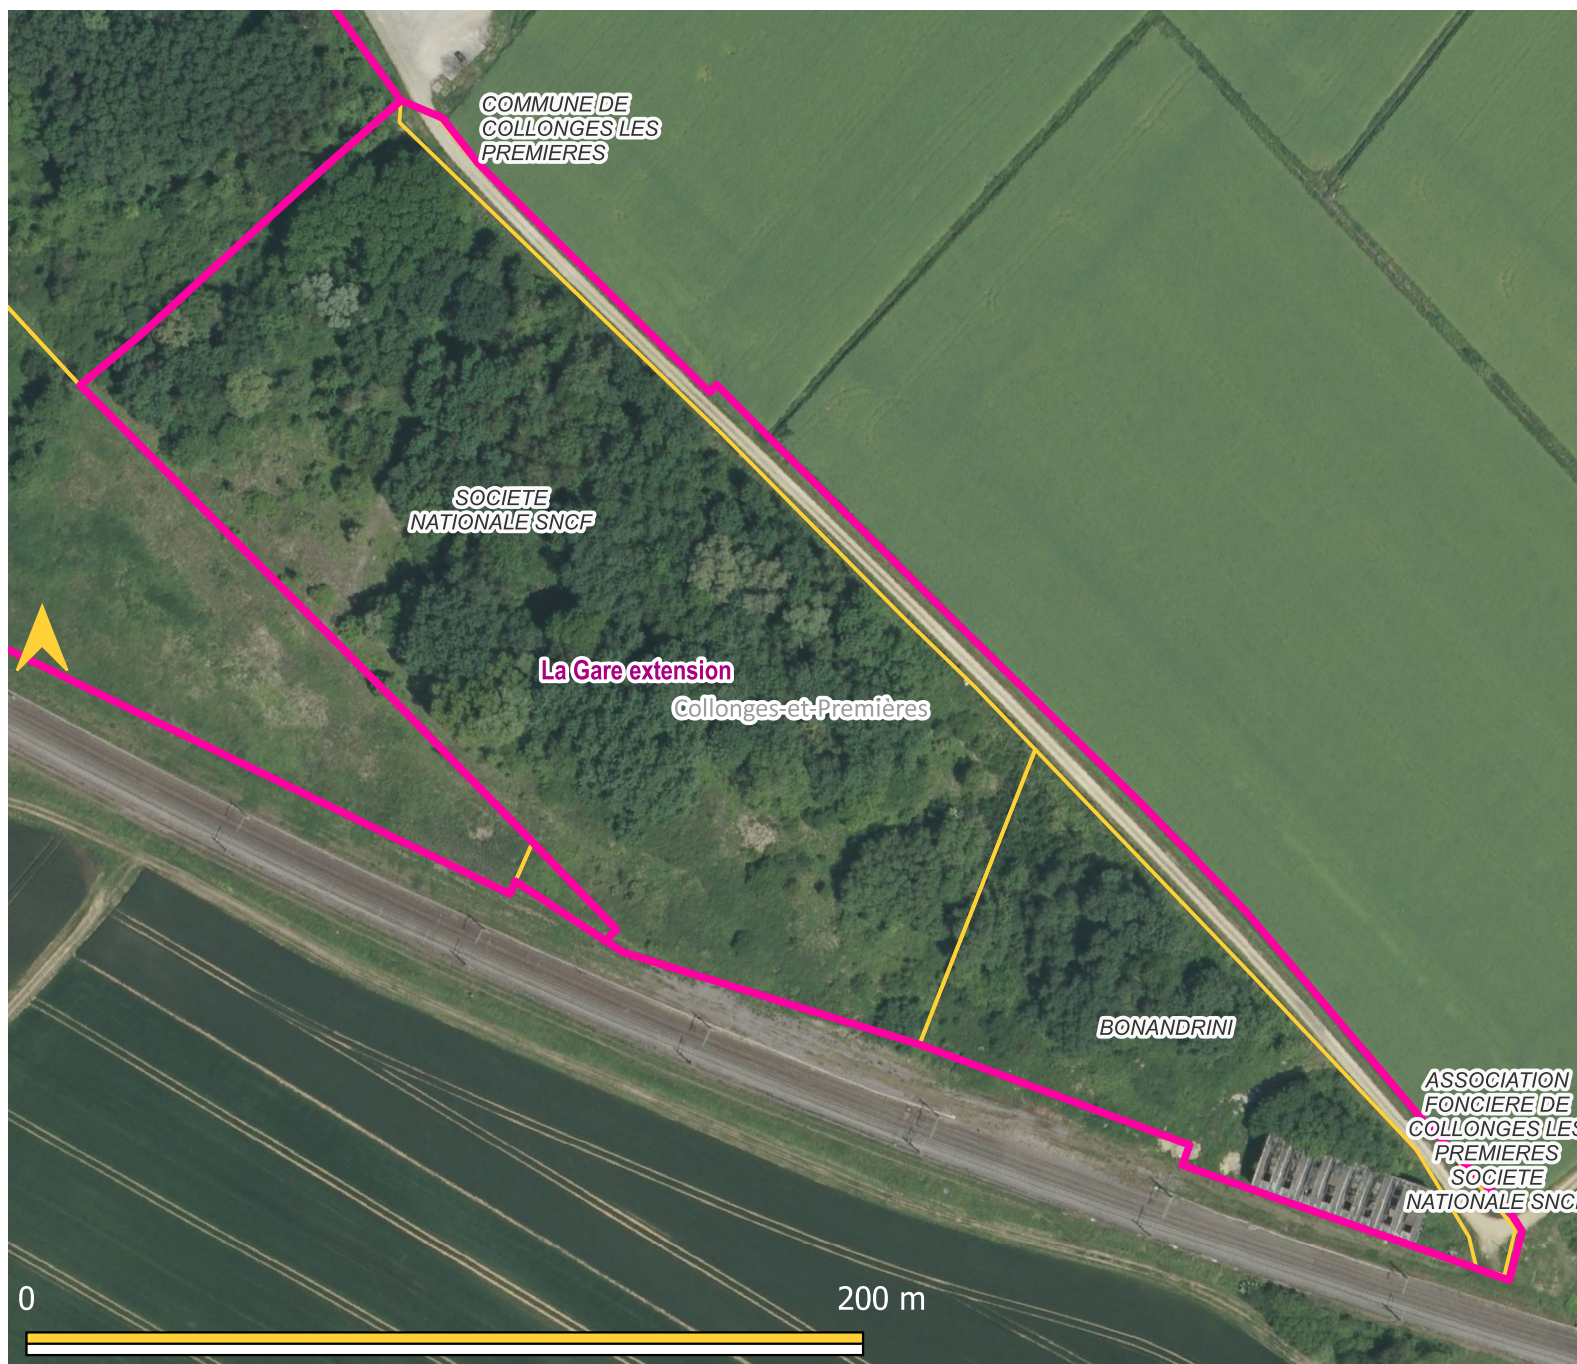 COMMUNE DE
COLLONGES LES
PREMIERES
SOCIETE
NATIONALE SNCF
La Gare extension
Collonges-et-Premières
BONANDRINI
ASSOCIATION
FONCIERE DE
COLLONGES LES
PREMIERES
SOCIETE
NATIONALE SNC
0
200 m